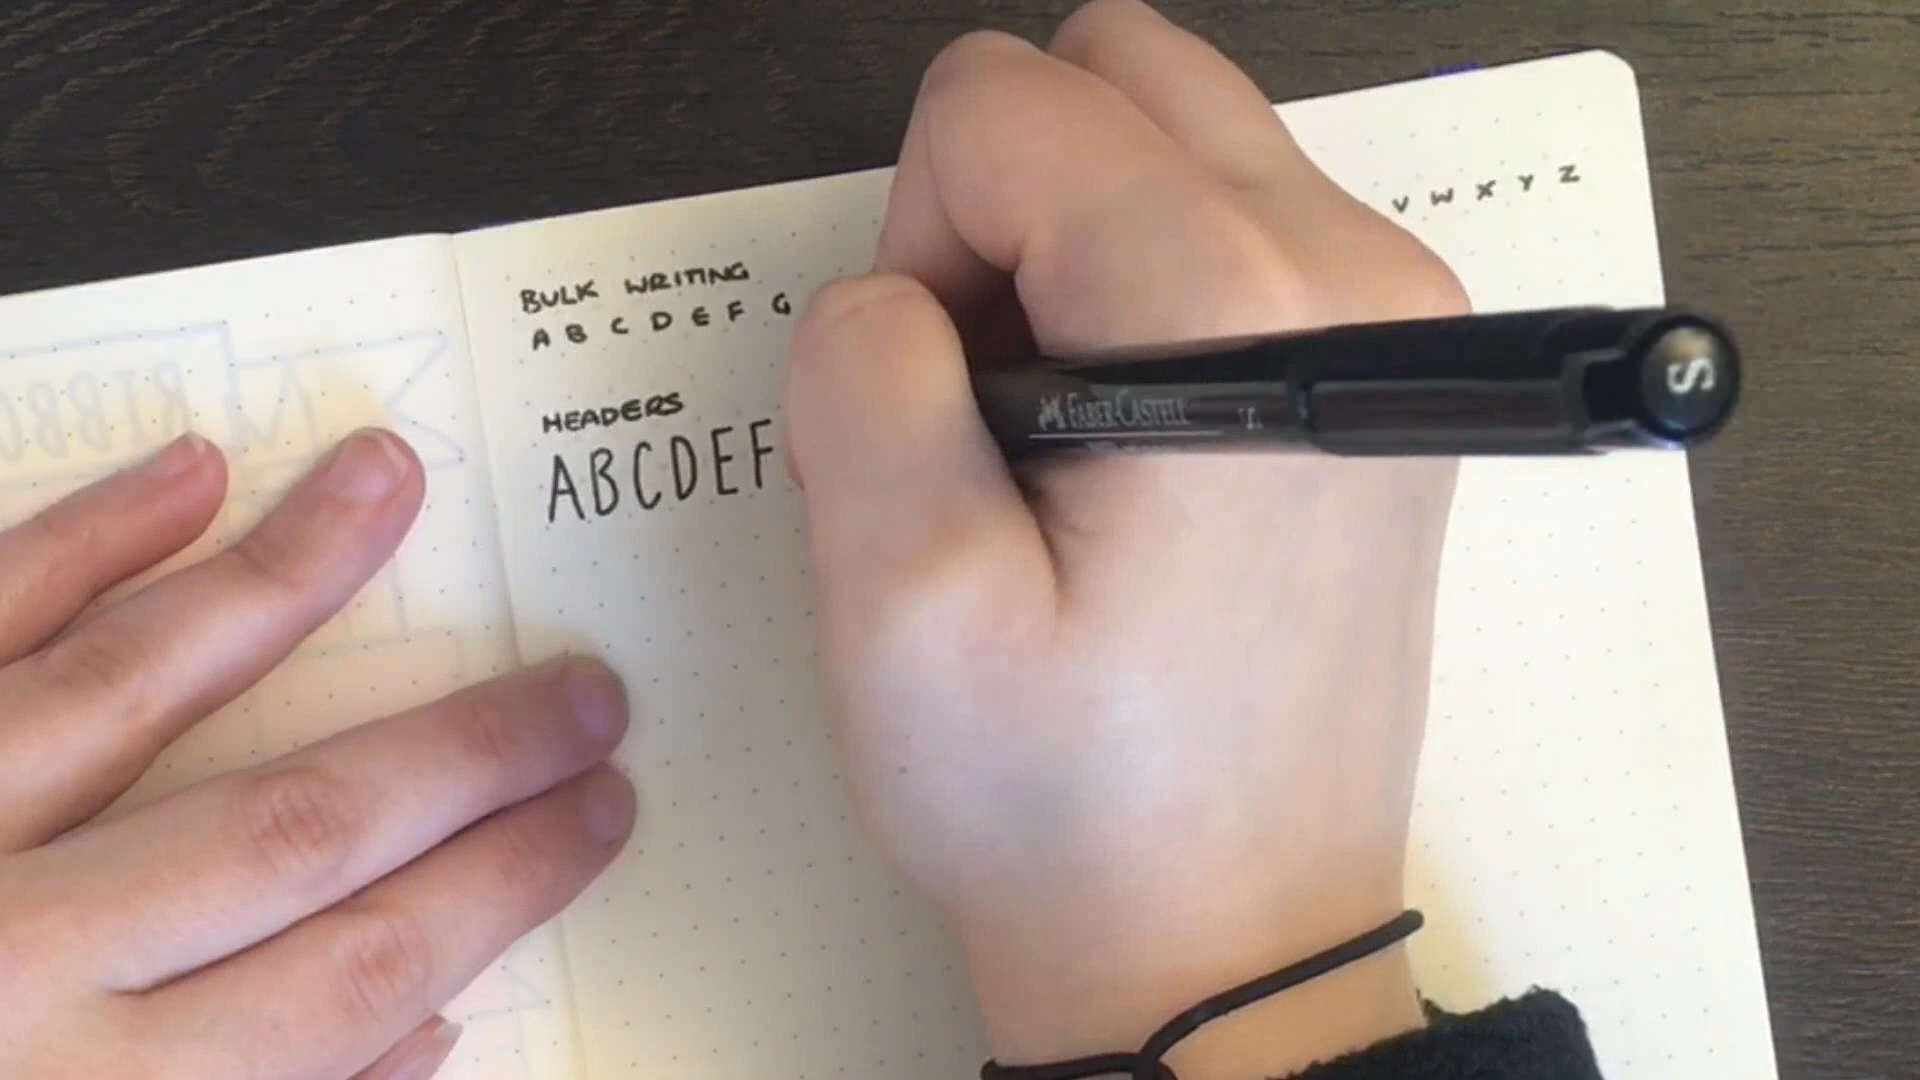 BULK WRITING
A B C D E F G V W X Y Z
HEADERS
ABCDEF
FABER-CASTELL S
S